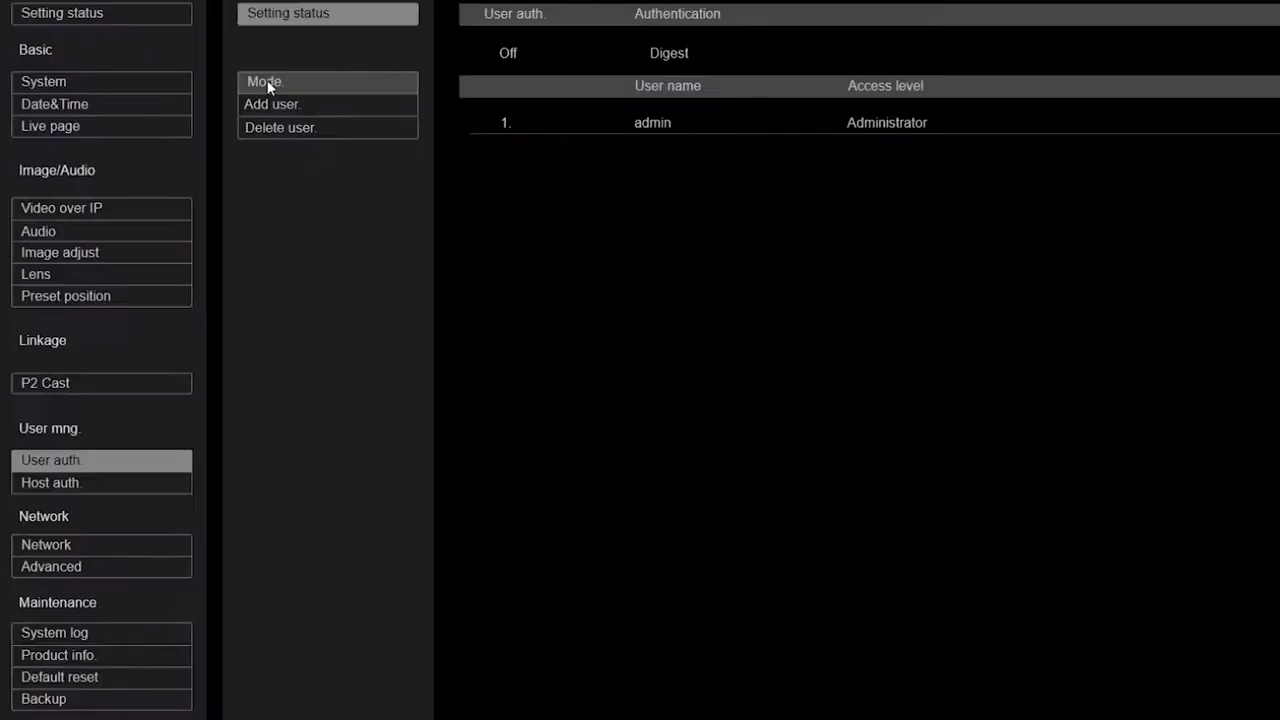 Setting status
Basic
System
Date&Time
Live page
Image/Audio
Video over IP
Audio
Image adjust
Lens
Preset position
Linkage
P2 Cast
User mng.
User auth.
Host auth.
Network
Network
Advanced
Maintenance
System log
Product info.
Default reset
Backup
Setting status
Mode.
Add user.
Delete user.
User auth. Authentication
Off Digest
User name Access level
1. admin Administrator